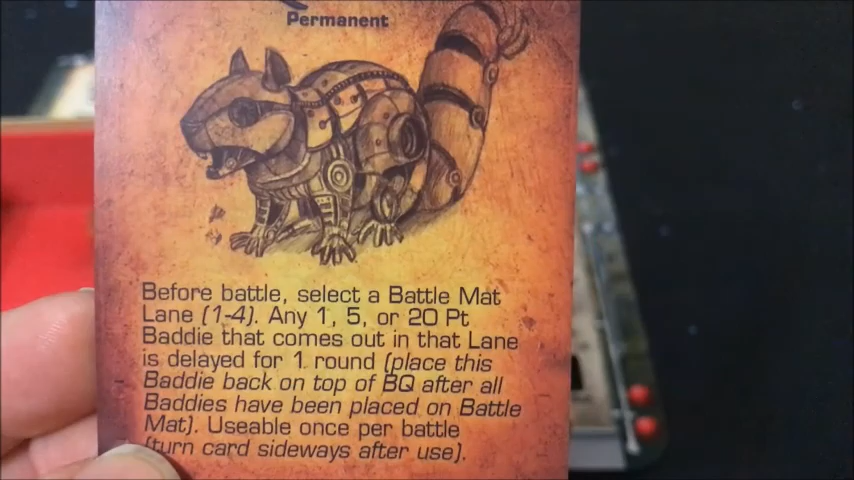 Permanent
Before battle, select a Battle Mat
Lane (1-4). Any 1, 5, or 20 Pt
Baddie that comes out in that Lane
is delayed for 1 round (place this
Baddie back on top of BQ after all
Baddies have been placed on Battle
Mat). Useable once per battle
(turn card sideways after use).